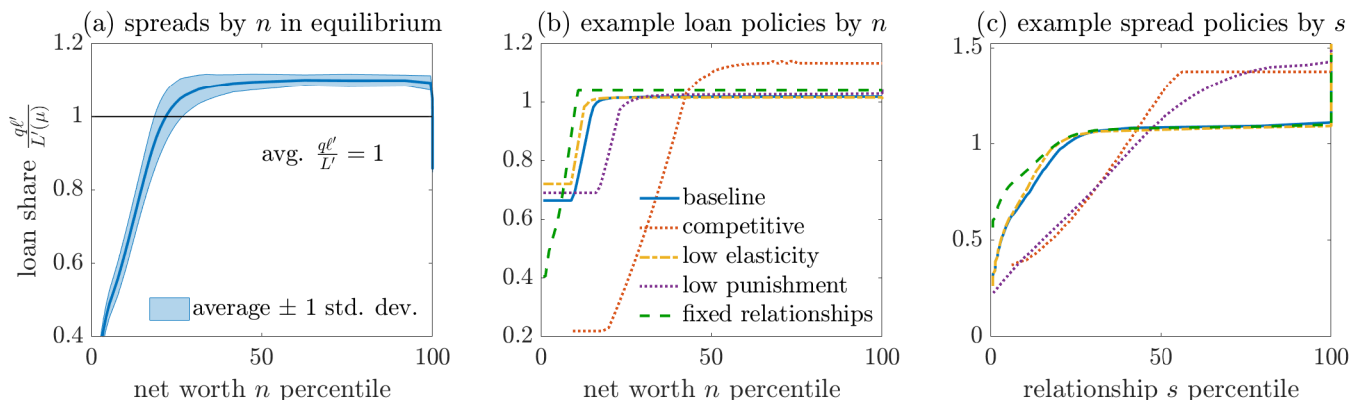 (a) spreads by n in equilibrium
1.2
1
0.8
0.6
0.4
0
50
100
loan share qℓ′/L′(μ)
avg. qℓ′/L′ = 1
average ± 1 std. dev.
net worth n percentile
(b) example loan policies by n
1.2
1
0.8
0.6
0.4
0.2
0
50
100
baseline
competitive
low elasticity
low punishment
fixed relationships
net worth n percentile
(c) example spread policies by s
1.5
1
0.5
0
0
50
100
relationship s percentile